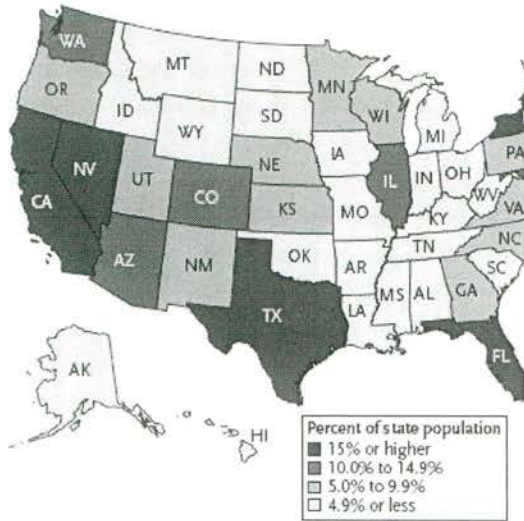 WA
MT
ND
MN
OR
ID
SD
WI
WY
MI
IA
PA
NE
NV
UT
IL
IN
OH
CO
WV
CA
KS
MO
VA
KY
NC
TN
AZ
OK
NM
AR
SC
MS
AL
GA
LA
TX
FL
AK
HI
Percent of state population
15% or higher
10.0% to 14.9%
5.0% to 9.9%
4.9% or less